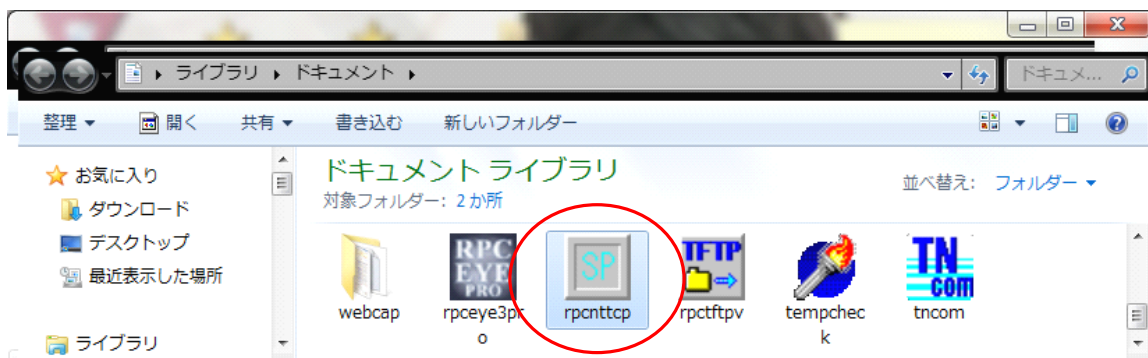 ライブラリ ドキュメント
ドキュメ...
整理 開く 共有 書き込む 新しいフォルダー
お気に入り
ダウンロード
デスクトップ
最近表示した場所
ライブラリ
ドキュメント ライブラリ
対象フォルダー: 2 か所
並べ替え: フォルダー
RPC
EYE
PRO
SP
TFTP
TN
com
webcap
rpceye3pr
o
rpcnttcp
rpctftpv
tempchec
k
tncom